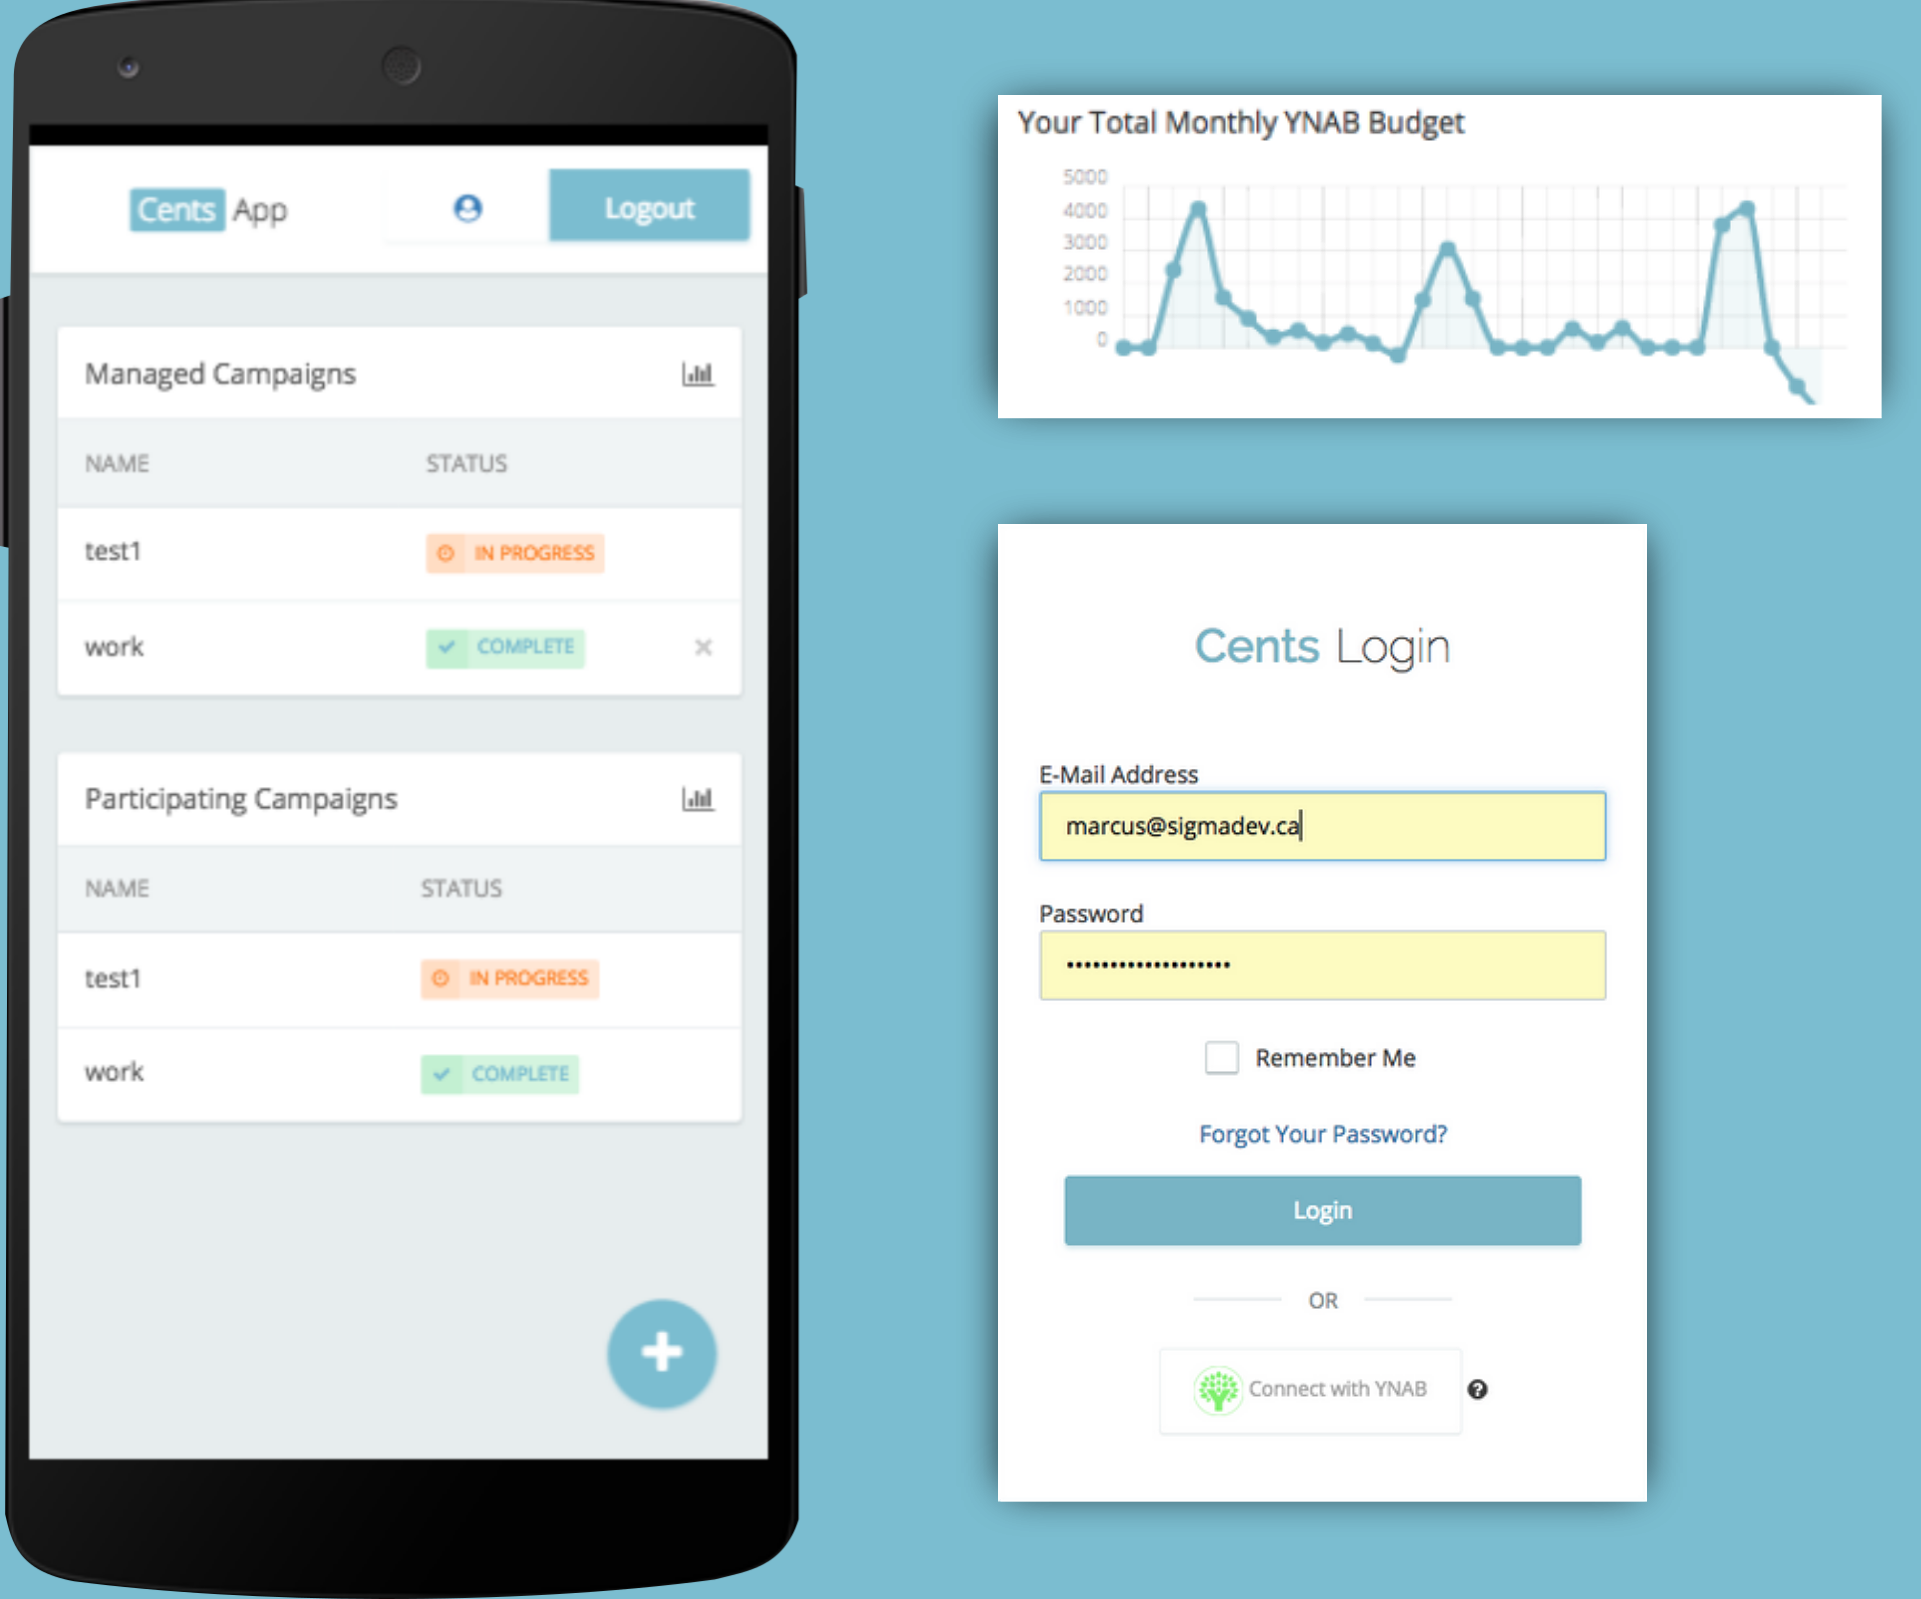 Cents App
Logout
Managed Campaigns
NAME STATUS
test1 IN PROGRESS
work COMPLETE
Participating Campaigns
NAME STATUS
test1 IN PROGRESS
work COMPLETE
Your Total Monthly YNAB Budget
5000
4000
3000
2000
1000
0
Cents Login
E-Mail Address
marcus@sigmadev.ca
Password
•••••••••••••••••••
Remember Me
Forgot Your Password?
Login
OR
Connect with YNAB